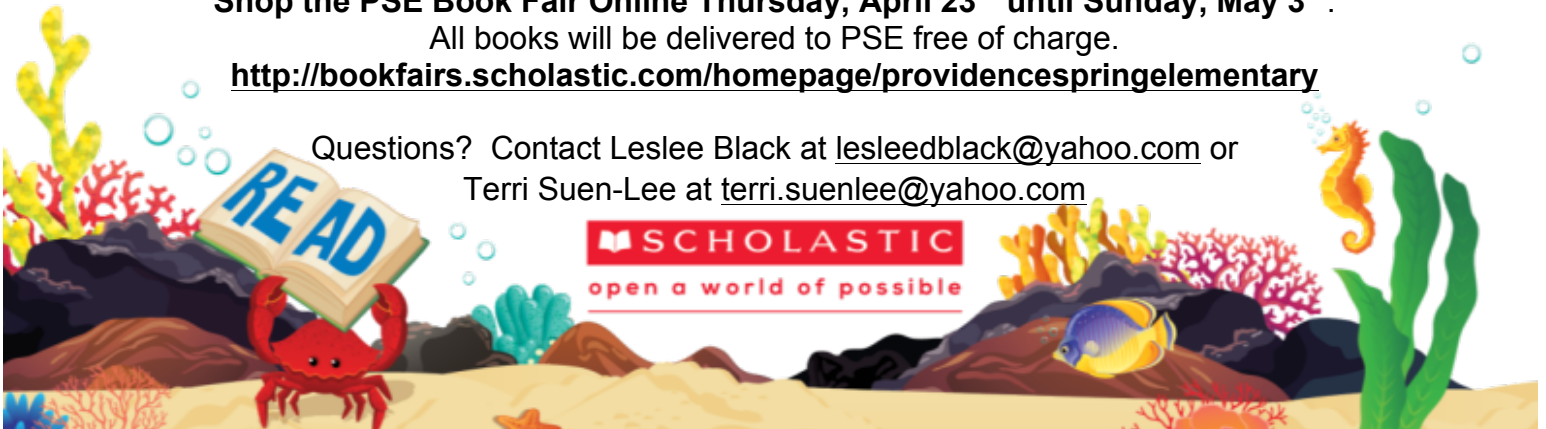 Shop the PSE Book Fair Online Thursday, April 23 until Sunday, May 3 .
All books will be delivered to PSE free of charge.
http://bookfairs.scholastic.com/homepage/providencespringelementary
Questions? Contact Leslee Black at lesleedblack@yahoo.com or
Terri Suen-Lee at terri.suenlee@yahoo.com
READ
SCHOLASTIC
open a world of possible